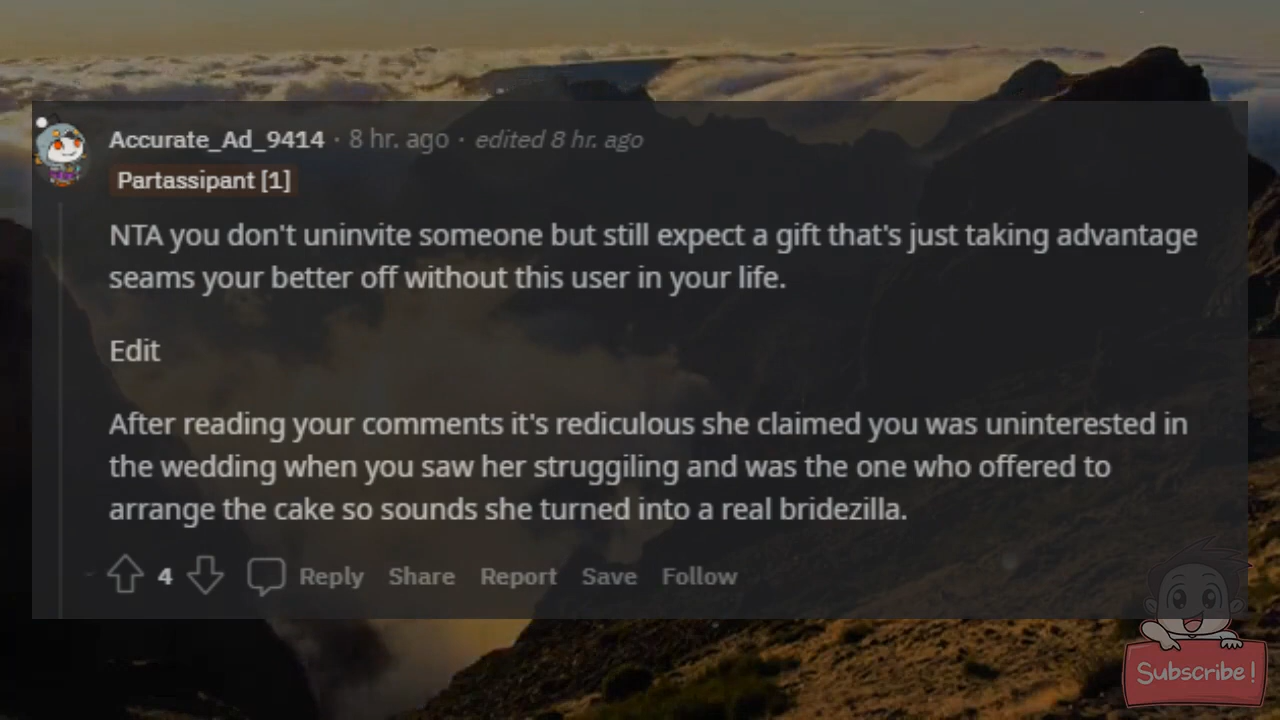 Accurate_Ad_9414 · 8 hr. ago · edited 8 hr. ago
Partassipant [1]
NTA you don't uninvite someone but still expect a gift that's just taking advantage
seams your better off without this user in your life.
Edit
After reading your comments it's rediculous she claimed you was uninterested in
the wedding when you saw her struggiling and was the one who offered to
arrange the cake so sounds she turned into a real bridezilla.
4 Reply Share Report Save Follow
Subscribe!